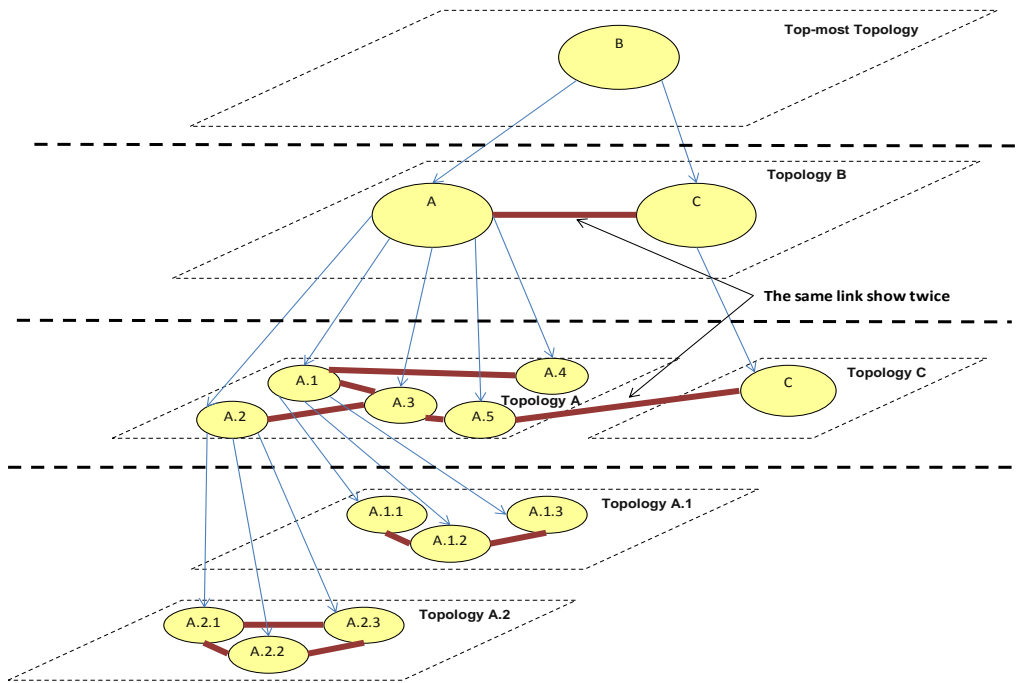 Top-most Topology
B
Topology B
A
C
The same link show twice
A.1
A.4
Topology C
C
A.3
Topology A
A.2
A.5
Topology A.1
A.1.1
A.1.3
A.1.2
Topology A.2
A.2.1
A.2.3
A.2.2